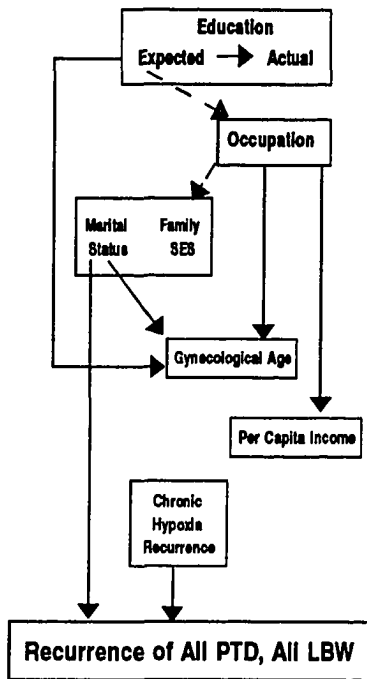 Education
Expected Actual
Occupation
Marital Family
Status SES
Gynecological Age
Per Capita Income
Chronic
Hypoxia
Recurrence
Recurrence of All PTD, All LBW